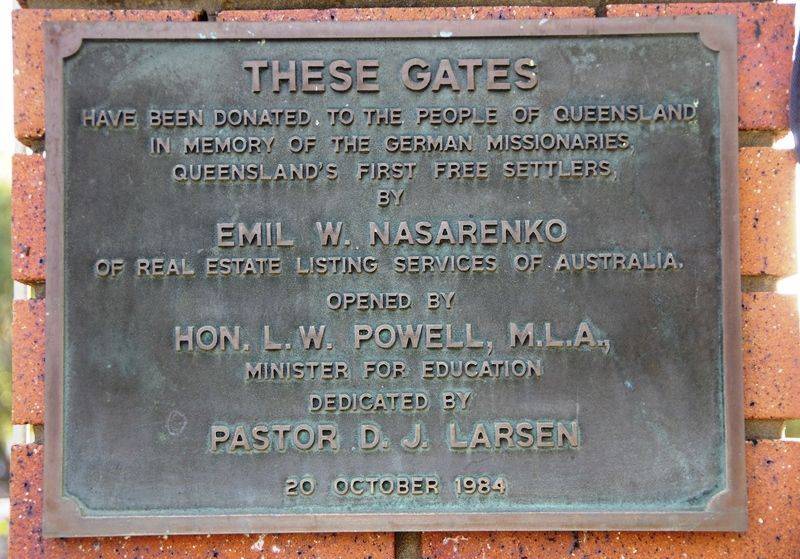 THESE GATES
HAVE BEEN DONATED TO THE PEOPLE OF QUEENSLAND
IN MEMORY OF THE GERMAN MISSIONARIES,
QUEENSLAND'S FIRST FREE SETTLERS,
BY
EMIL W. NASARENKO
OF REAL ESTATE LISTING SERVICES OF AUSTRALIA.
OPENED BY
HON. L. W. POWELL, M.L.A.,
MINISTER FOR EDUCATION
DEDICATED BY
PASTOR D. J. LARSEN
20 OCTOBER 1984